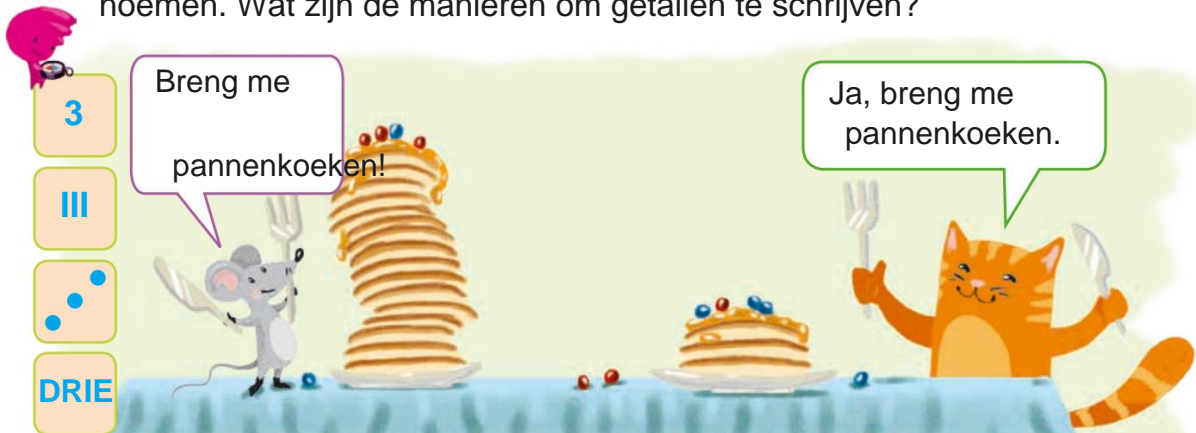 noemen. Wat zijn de manieren om getallen te schrijven?
3
III
DRIE
Breng me
pannenkoeken!
Ja, breng me
pannenkoeken.